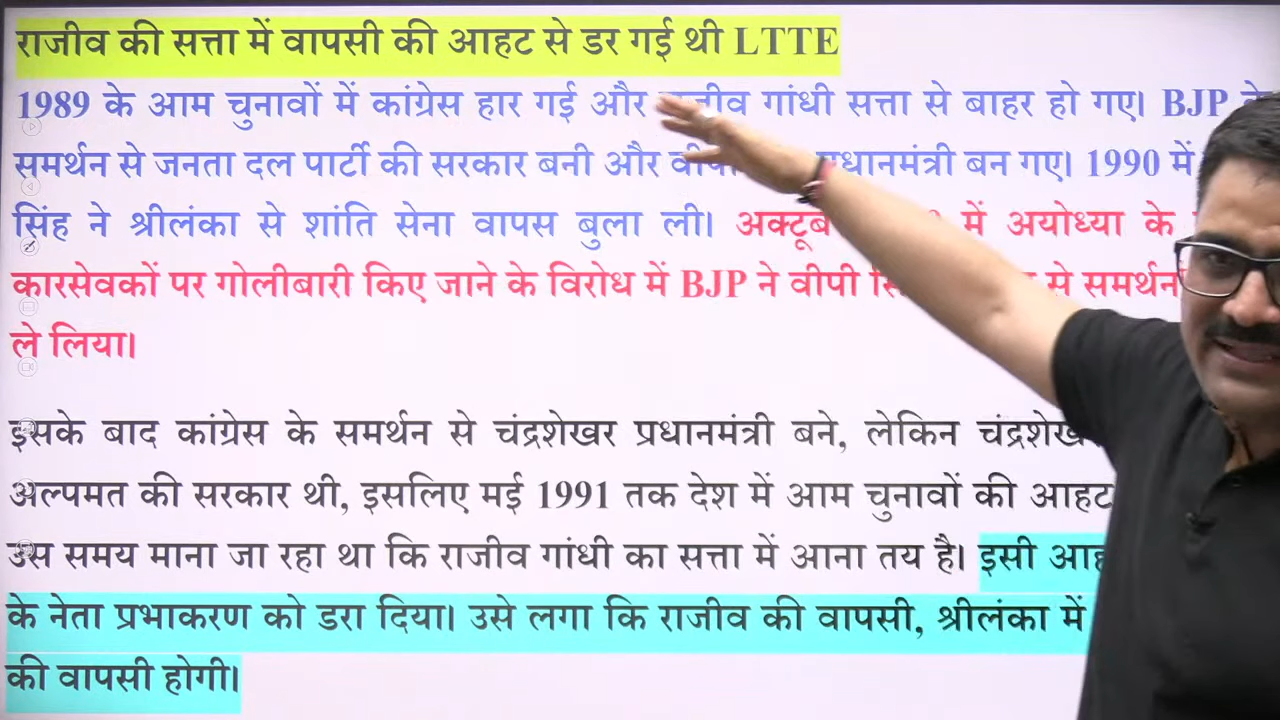 राजीव की सत्ता में वापसी की आहट से डर गई थी LTTE
1989 के आम चुनावों में कांग्रेस हार गई और राजीव गांधी सत्ता से बाहर हो गए। BJP के
समर्थन से जनता दल पार्टी की सरकार बनी और प्रधानमंत्री बन गए। 1990 में
सिंह ने श्रीलंका से शांति सेना वापस बुला ली। में अयोध्या के
कारसेवकों पर गोलीबारी किए जाने के विरोध में BJP ने वीपी से समर्थन
ले लिया।
इसके बाद कांग्रेस के समर्थन से चंद्रशेखर प्रधानमंत्री बने, लेकिन चंद्रशेखर
अल्पमत की सरकार थी, इसलिए मई 1991 तक देश में आम चुनावों की आहट
उस समय माना जा रहा था कि राजीव गांधी का सत्ता में आना तय है। इसी
के नेता प्रभाकरण को डरा दिया। उसे लगा कि राजीव की वापसी, श्रीलंका में
की वापसी होगी।